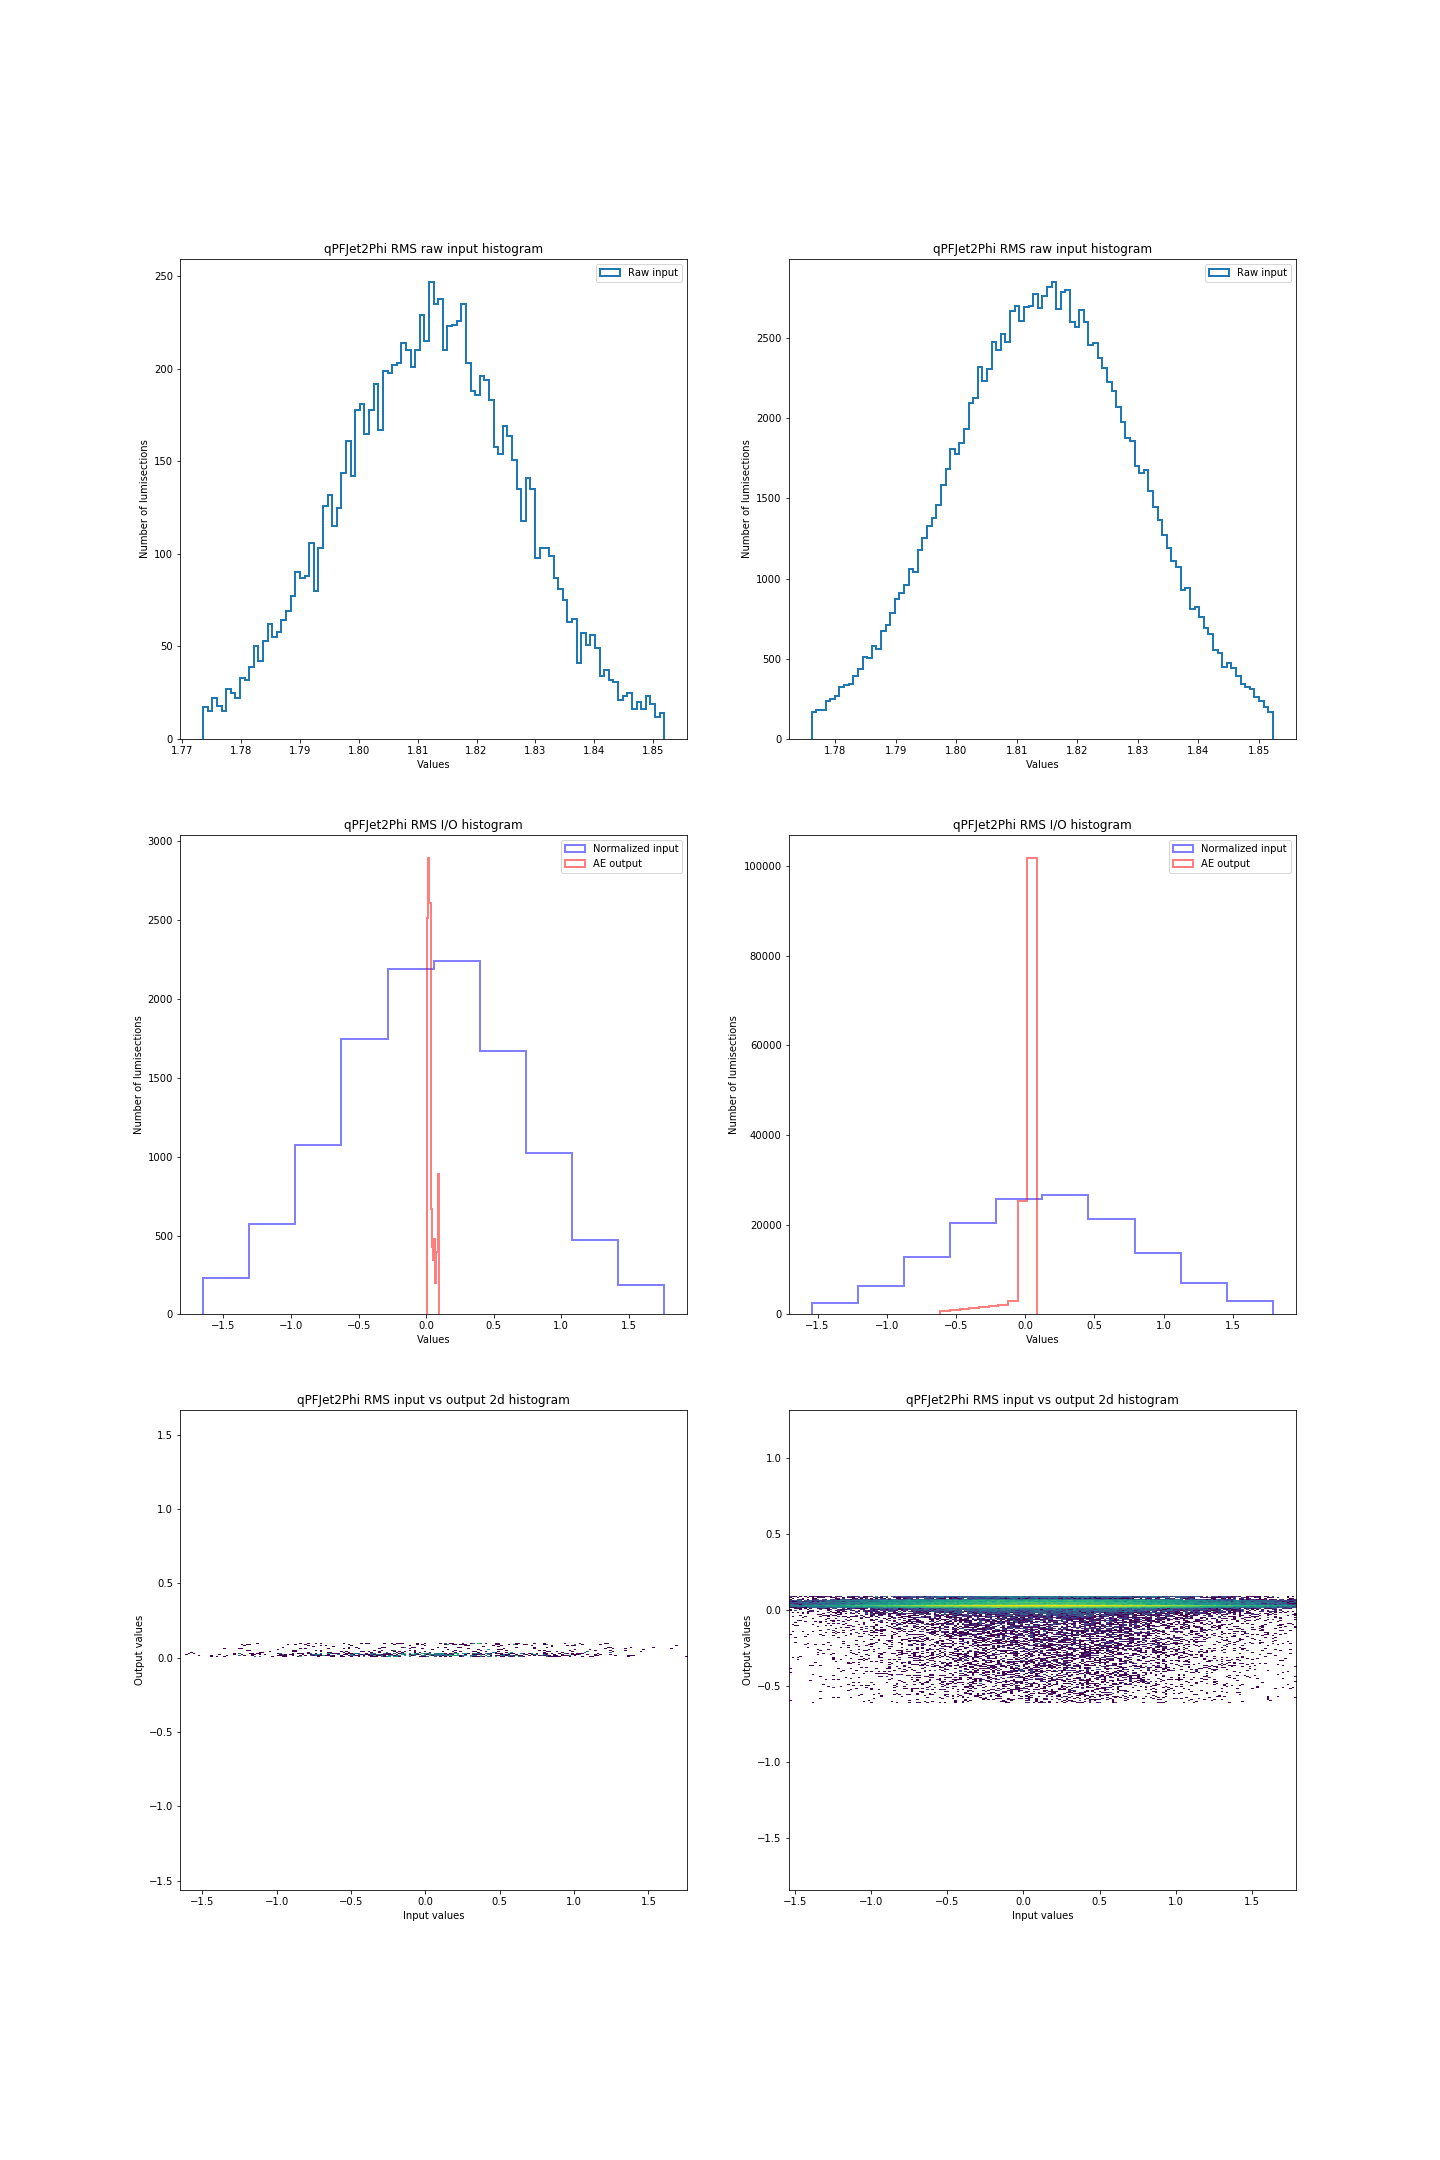 qPFJet2Phi RMS raw input histogram
Raw input
Number of lumisections
250
200
150
100
50
0
1.77 1.78 1.79 1.80 1.81 1.82 1.83 1.84 1.85
Values
qPFJet2Phi RMS raw input histogram
Raw input
Number of lumisections
2500
2000
1500
1000
500
0
1.78 1.79 1.80 1.81 1.82 1.83 1.84 1.85
Values
qPFJet2Phi RMS I/O histogram
Normalized input
AE output
Number of lumisections
3000
2500
2000
1500
1000
500
0
−1.5 −1.0 −0.5 0.0 0.5 1.0 1.5
Values
qPFJet2Phi RMS I/O histogram
Normalized input
AE output
Number of lumisections
100000
80000
60000
40000
20000
0
−1.5 −1.0 −0.5 0.0 0.5 1.0 1.5
Values
qPFJet2Phi RMS input vs output 2d histogram
Output values
1.5
1.0
0.5
0.0
−0.5
−1.0
−1.5
−1.5 −1.0 −0.5 0.0 0.5 1.0 1.5
Input values
qPFJet2Phi RMS input vs output 2d histogram
Output values
1.0
0.5
0.0
−0.5
−1.0
−1.5
−1.5 −1.0 −0.5 0.0 0.5 1.0 1.5
Input values